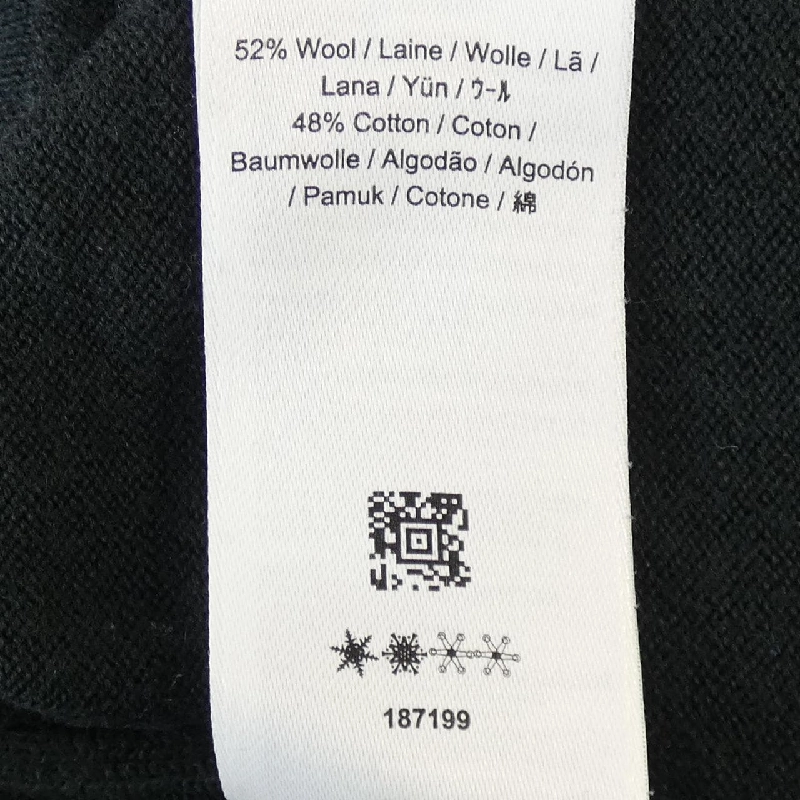 52% Wool / Laine / Wolle / Lã /
Lana / Yün / ウール
48% Cotton / Coton /
Baumwolle / Algodão / Algodón
/ Pamuk / Cotone / 綿
187199